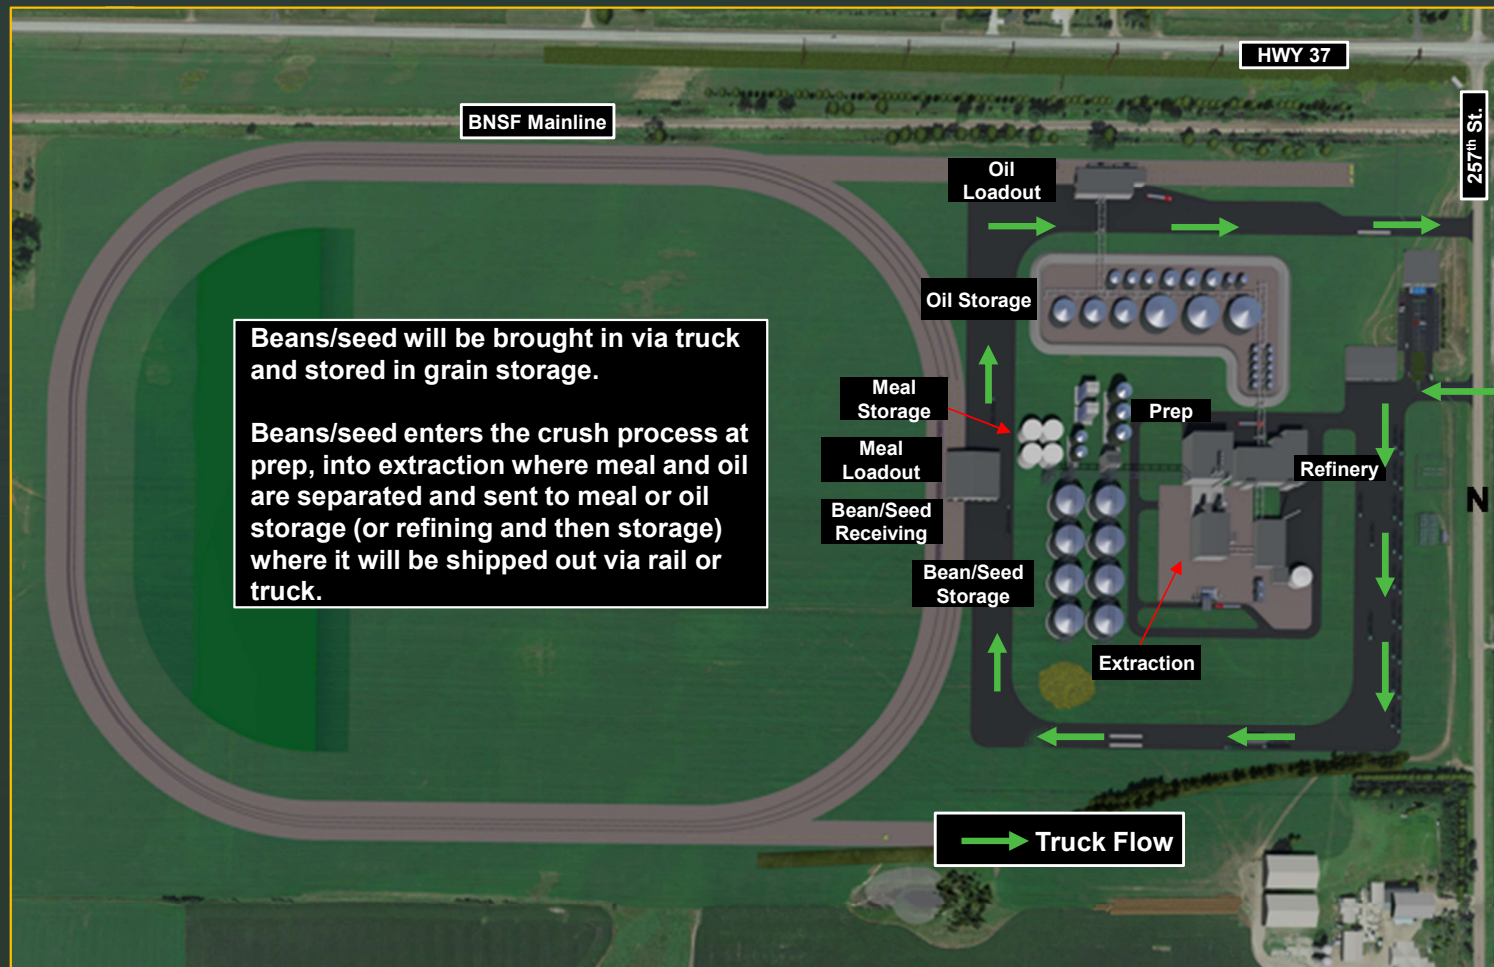 HWY 37
BNSF Mainline
257th St.
Oil
Loadout
Oil Storage
Beans/seed will be brought in via truck
and stored in grain storage.
Beans/seed enters the crush process at
prep, into extraction where meal and oil
are separated and sent to meal or oil
storage (or refining and then storage)
where it will be shipped out via rail or
truck.
Meal
Storage
Prep
Meal
Loadout
Refinery
N
Bean/Seed
Receiving
Bean/Seed
Storage
Extraction
Truck Flow